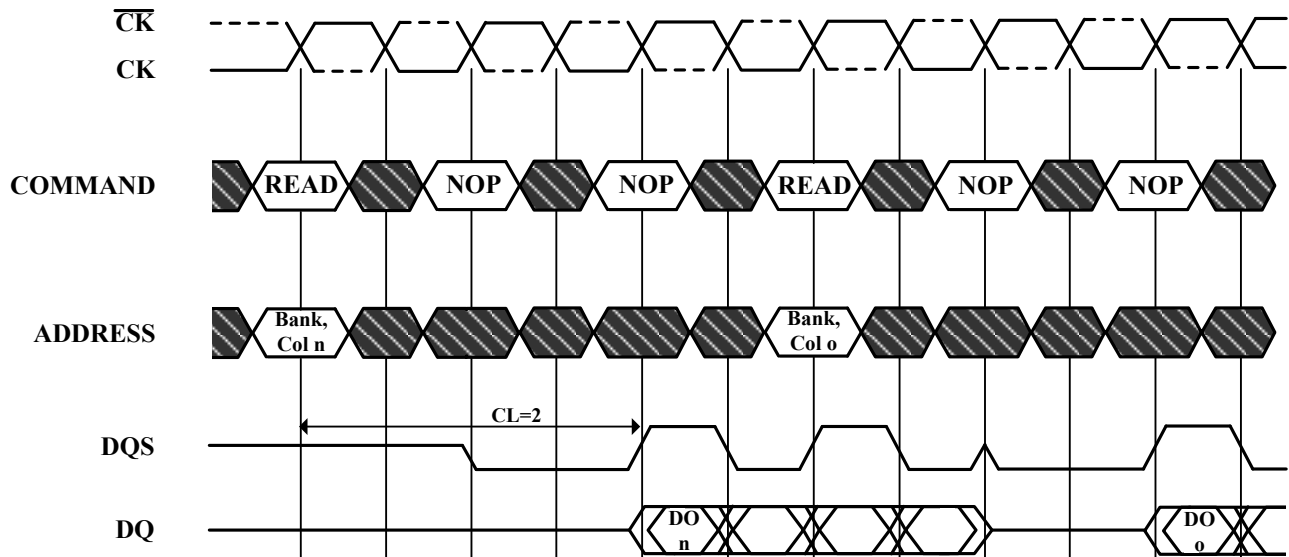 CK
CK
COMMAND
READ NOP NOP READ NOP NOP
ADDRESS
Bank,
Col n
Bank,
Col o
CL=2
DQS
DQ
DO
n
DO
o